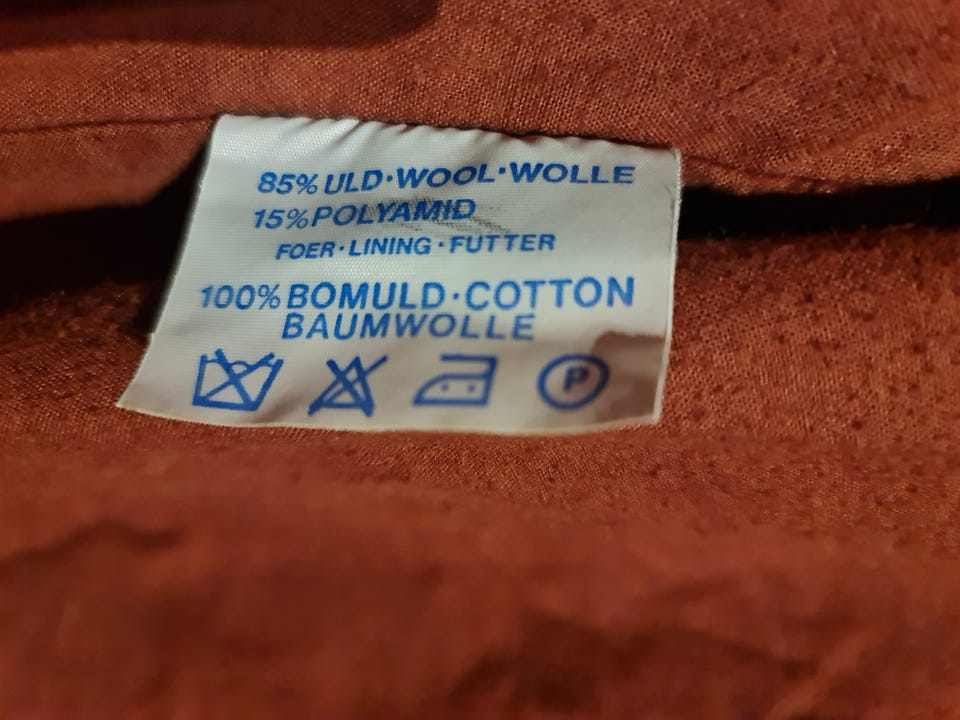 85% ULD·WOOL·WOLLE
15% POLYAMID
FOER·LINING·FUTTER
100% BOMULD·COTTON
BAUMWOLLE
P